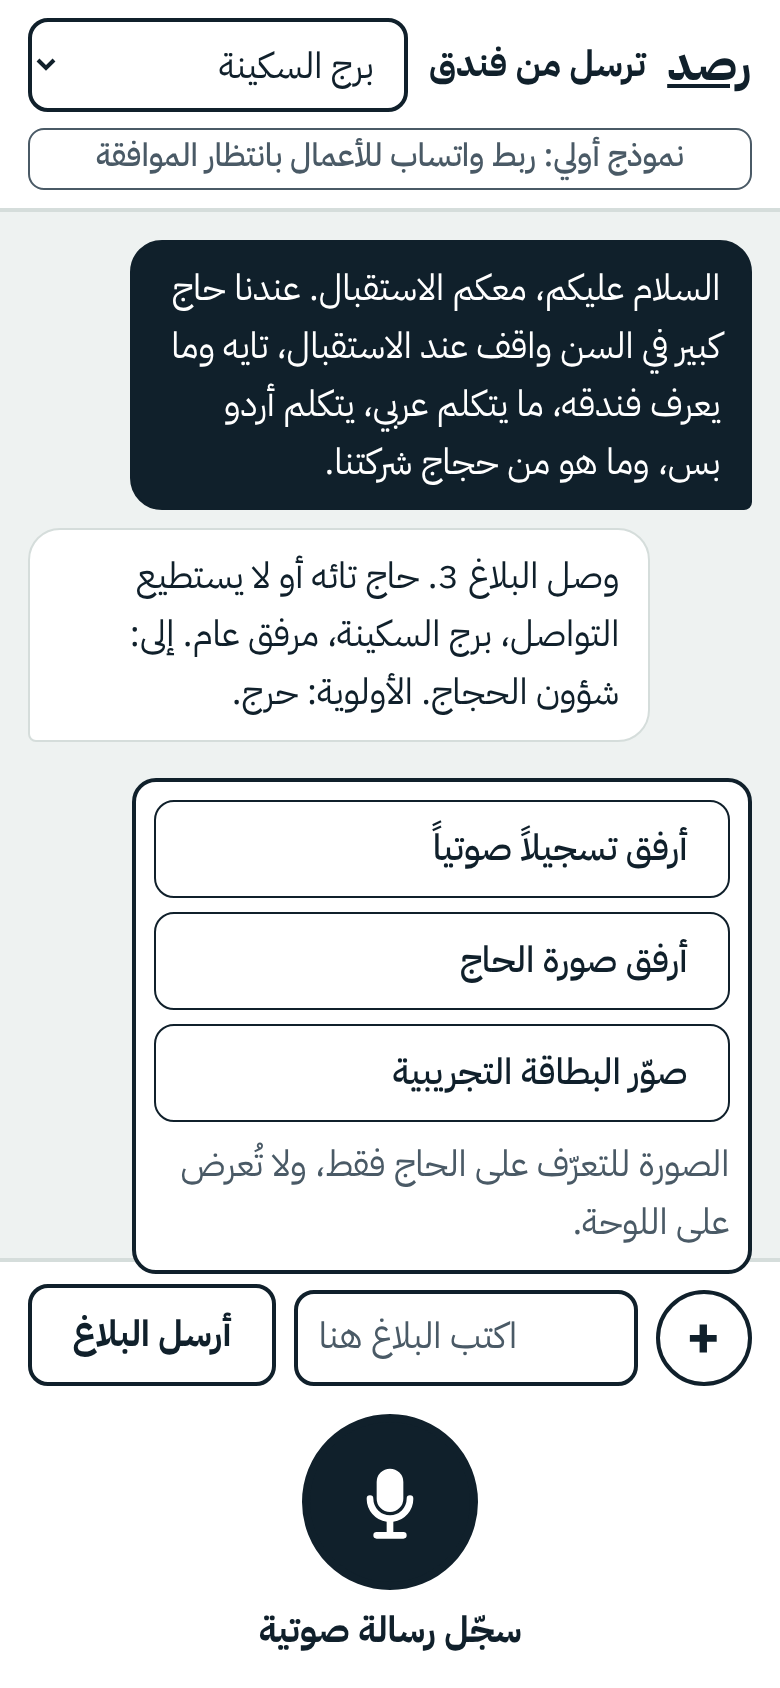 رصد
ترسل من فندق
برج السكينة
نموذج أولي: ربط واتساب للأعمال بانتظار الموافقة
السلام عليكم، معكم الاستقبال. عندنا حاج
كبير في السن واقف عند الاستقبال، تايه وما
يعرف فندقه، ما يتكلم عربي، يتكلم أردو
بس، وما هو من حجاج شركتنا.
وصل البلاغ 3. حاج تائه أو لا يستطيع
التواصل، برج السكينة، مرفق عام. إلى:
شؤون الحجاج. الأولوية: حرج.
أرفق تسجيلاً صوتياً
أرفق صورة الحاج
صوّر البطاقة التجريبية
الصورة للتعرّف على الحاج فقط، ولا تُعرض
على اللوحة.
+
اكتب البلاغ هنا
أرسل البلاغ
سجّل رسالة صوتية